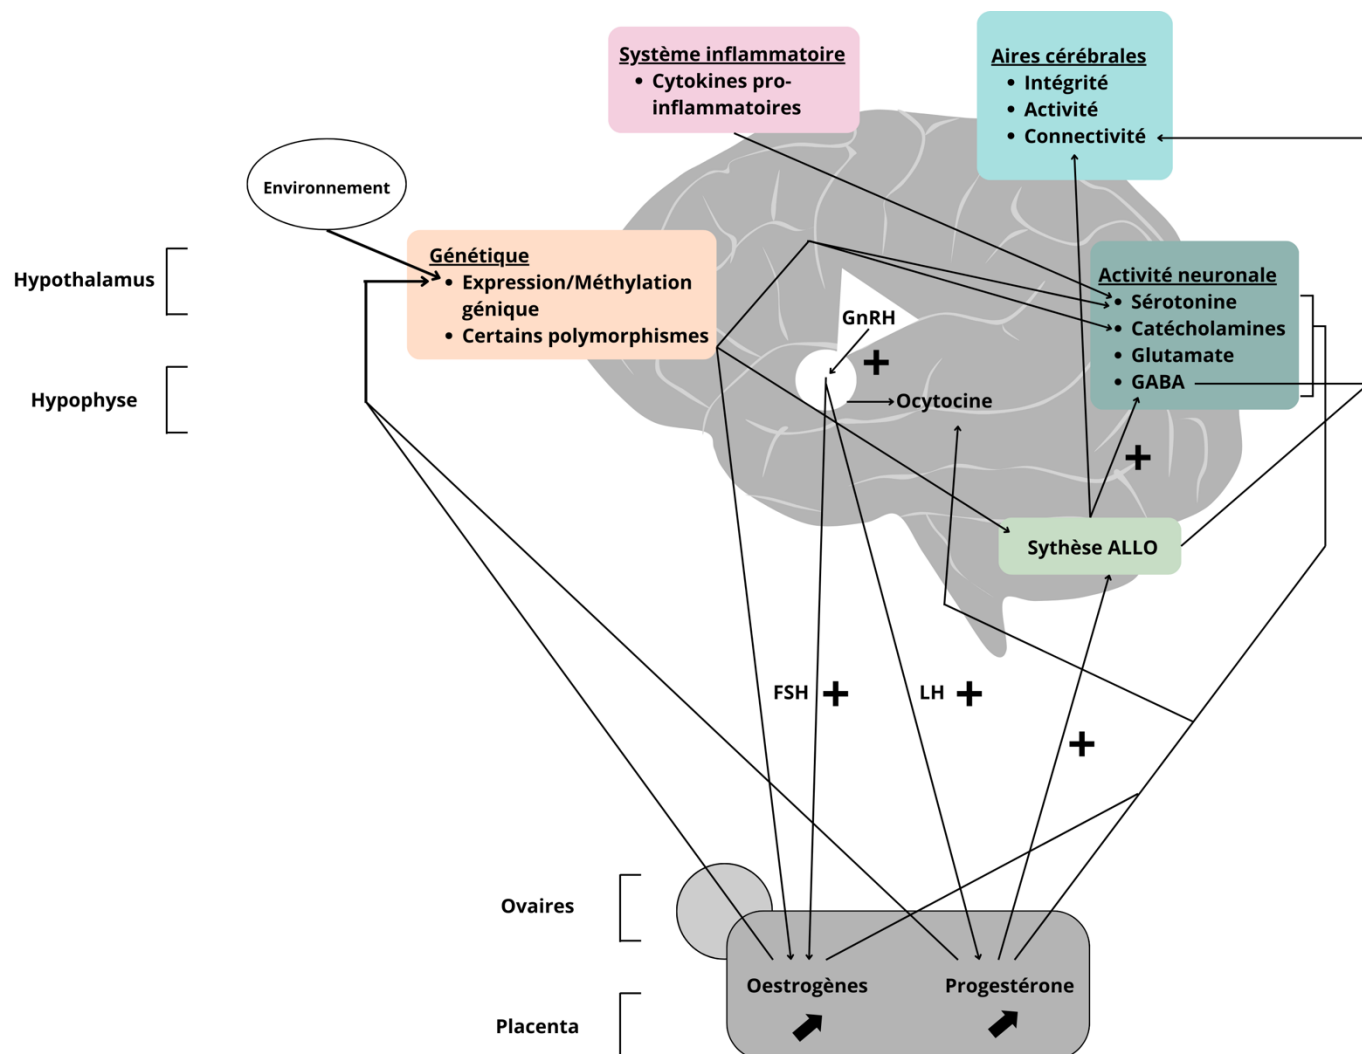 Système inflammatoire
• Cytokines pro-
inflammatoires
Aires cérébrales
• Intégrité
• Activité
• Connectivité
Environnement
Génétique
• Expression/Méthylation
génique
• Certains polymorphismes
Activité neuronale
• Sérotonine
• Catécholamines
• Glutamate
• GABA
Hypothalamus
GnRH
+
Hypophyse
Ocytocine
+
Sythèse ALLO
FSH +
LH +
+
Ovaires
Oestrogènes
Progestérone
Placenta